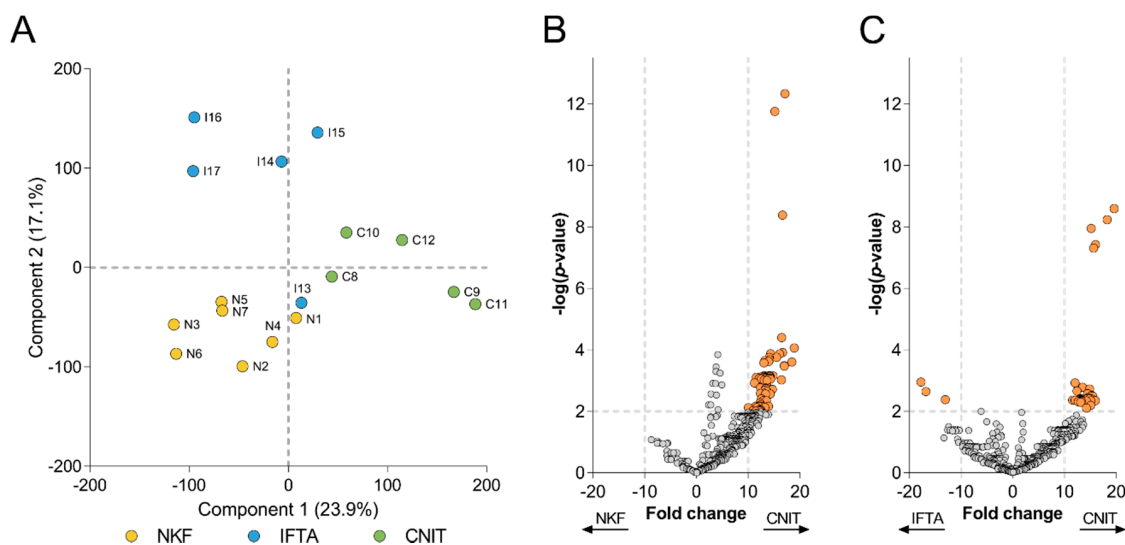 A
B
C
200
100
0
-100
-200
-200
-100
0
100
200
Component 2 (17.1%)
Component 1 (23.9%)
I16
I15
I14
I17
C10
C12
C8
C9
C11
I13
N5
N7
N3
N4
N1
N6
N2
NKF
IFTA
CNIT
-log(p-value)
12
10
8
6
4
2
0
-20
-10
0
10
20
Fold change
NKF
CNIT
-log(p-value)
12
10
8
6
4
2
0
-20
-10
0
10
20
Fold change
IFTA
CNIT